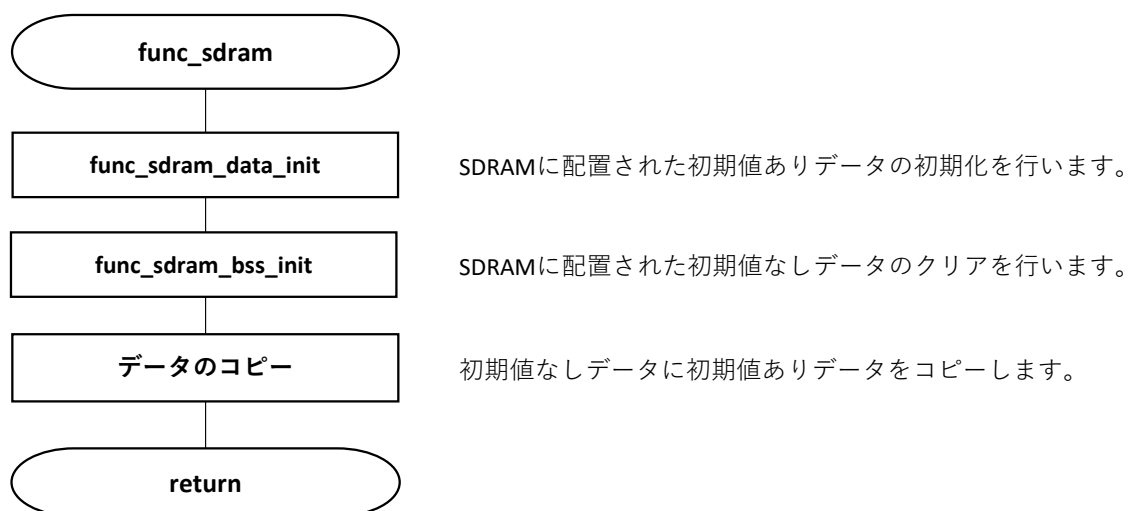 func_sdram
func_sdram_data_init
SDRAMに配置された初期値ありデータの初期化を行います。
func_sdram_bss_init
SDRAMに配置された初期値なしデータのクリアを行います。
データのコピー
初期値なしデータに初期値ありデータをコピーします。
return